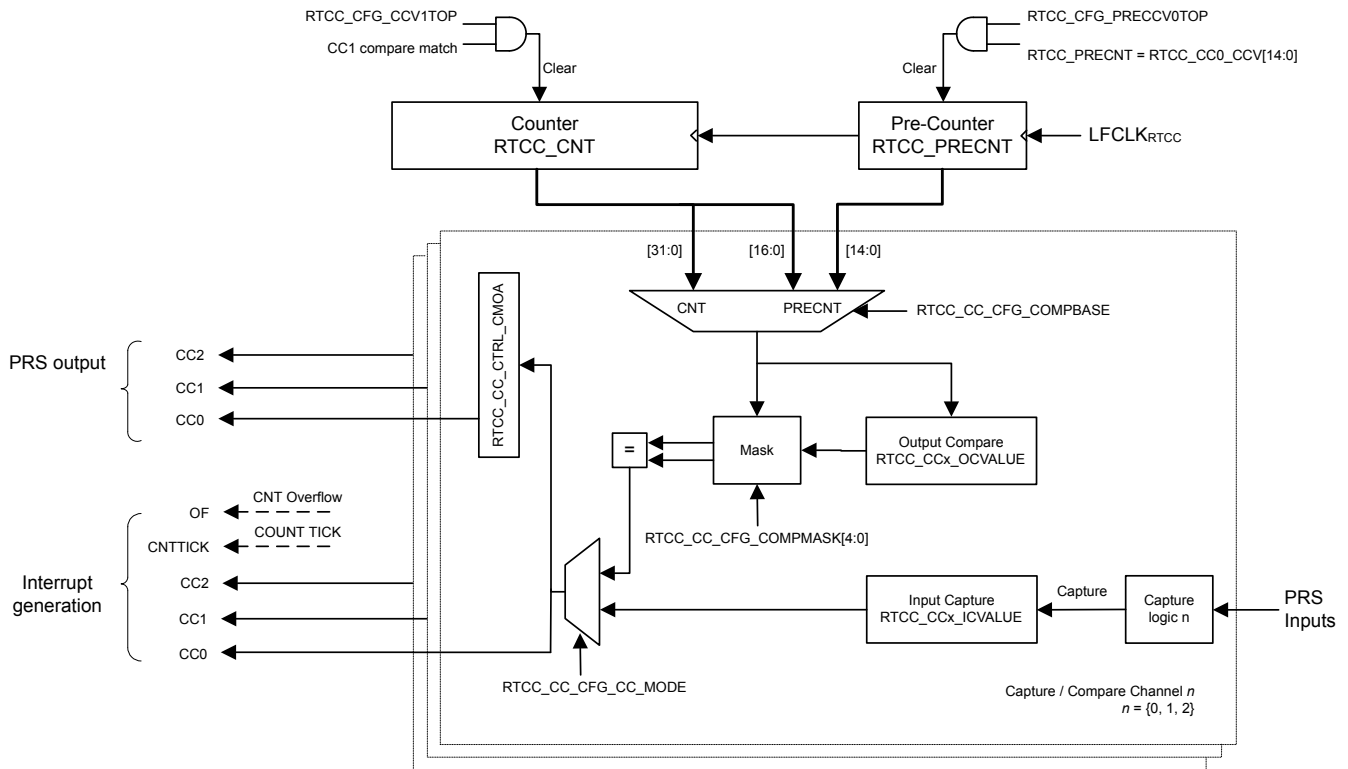 RTCC_CFG_CCV1TOP
CC1 compare match
RTCC_CFG_PRECCV0TOP
RTCC_PRECNT = RTCC_CC0_CCV[14:0]
Clear
Clear
Counter
RTCC_CNT
Pre-Counter
RTCC_PRECNT
LFCLKRTCC
[31:0]
[16:0]
[14:0]
CNT
PRECNT
RTCC_CC_CFG_COMPBASE
RTCC_CC_CTRL_CMOA
PRS output
CC2
CC1
CC0
=
Mask
Output Compare
RTCC_CCx_OCVALUE
RTCC_CC_CFG_COMPMASK[4:0]
Interrupt
generation
OF
CNT Overflow
CNTTICK
COUNT TICK
CC2
CC1
CC0
Input Capture
RTCC_CCx_ICVALUE
Capture
Capture
logic n
PRS
Inputs
RTCC_CC_CFG_CC_MODE
Capture / Compare Channel n
n = {0, 1, 2}